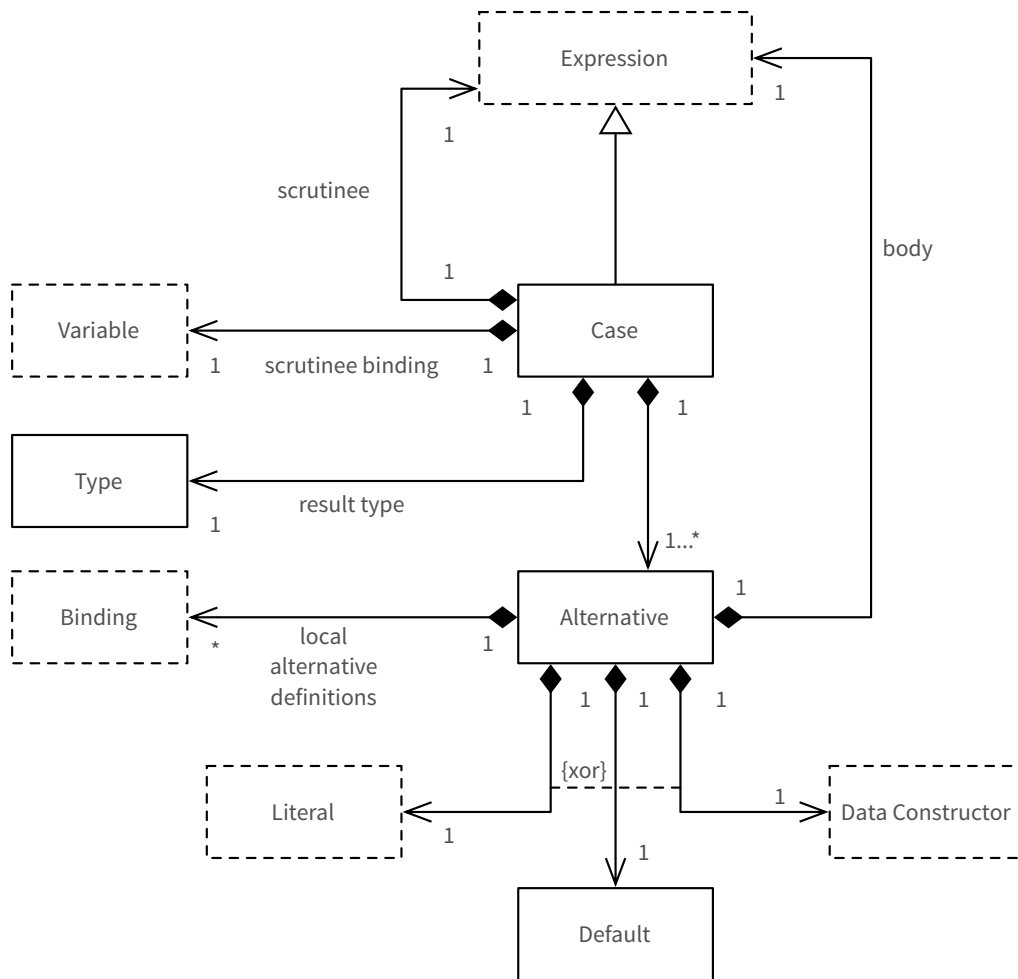 Expression
1
1
scrutinee
body
1
Variable
Case
1
scrutinee binding
1
1
1
Type
result type
1
1...*
1
Binding
Alternative
*
local
alternative
definitions
1
1
1
1
{xor}
1
Literal
Data Constructor
1
1
Default